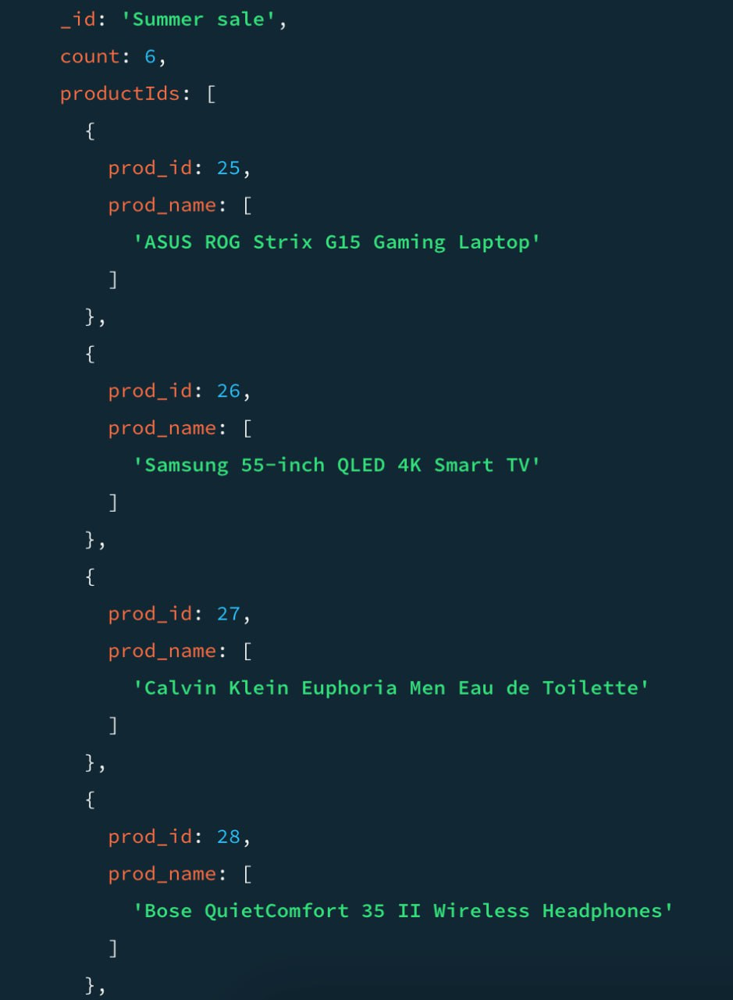 _id: 'Summer sale',
count: 6,
productIds: [
{
prod_id: 25,
prod_name: [
'ASUS ROG Strix G15 Gaming Laptop'
]
},
{
prod_id: 26,
prod_name: [
'Samsung 55-inch QLED 4K Smart TV'
]
},
{
prod_id: 27,
prod_name: [
'Calvin Klein Euphoria Men Eau de Toilette'
]
},
{
prod_id: 28,
prod_name: [
'Bose QuietComfort 35 II Wireless Headphones'
]
},